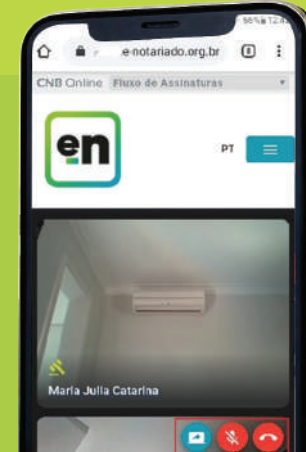 56% 12:4
e-notariado.org.br
CNB Online Fluxo de Assinaturas
en
PT
Maria Julia Catarina